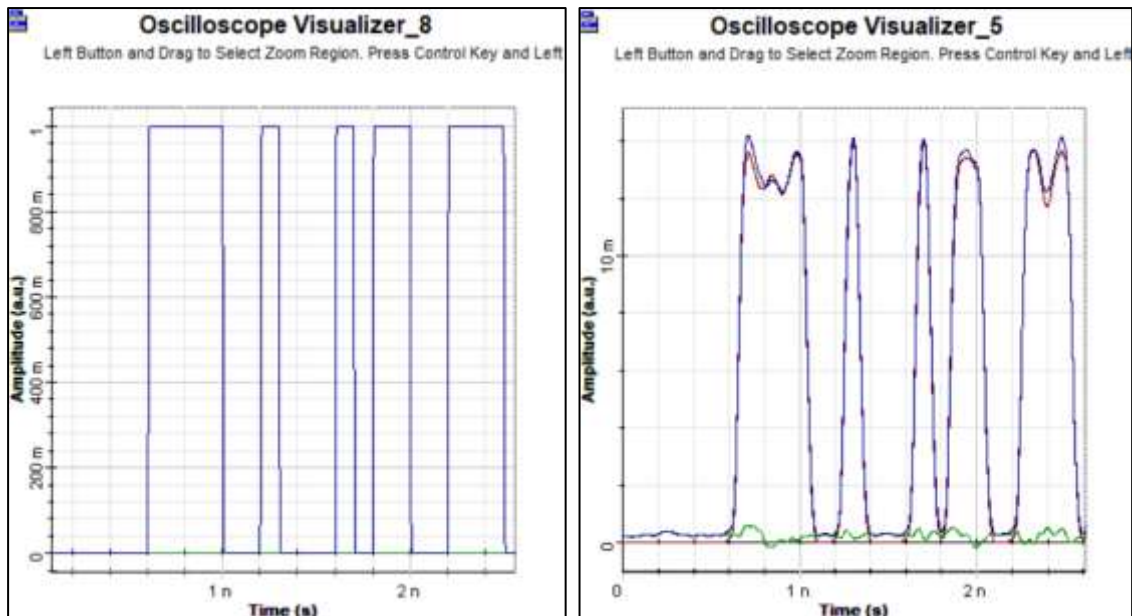 Oscilloscope Visualizer_8
Left Button and Drag to Select Zoom Region. Press Control Key and Left
Amplitude (a.u.)
1
800 m
600 m
400 m
200 m
0
1 n
2 n
Time (s)
Oscilloscope Visualizer_5
Left Button and Drag to Select Zoom Region. Press Control Key and Left
Amplitude (a.u.)
10 m
0
0
1 n
2 n
Time (s)